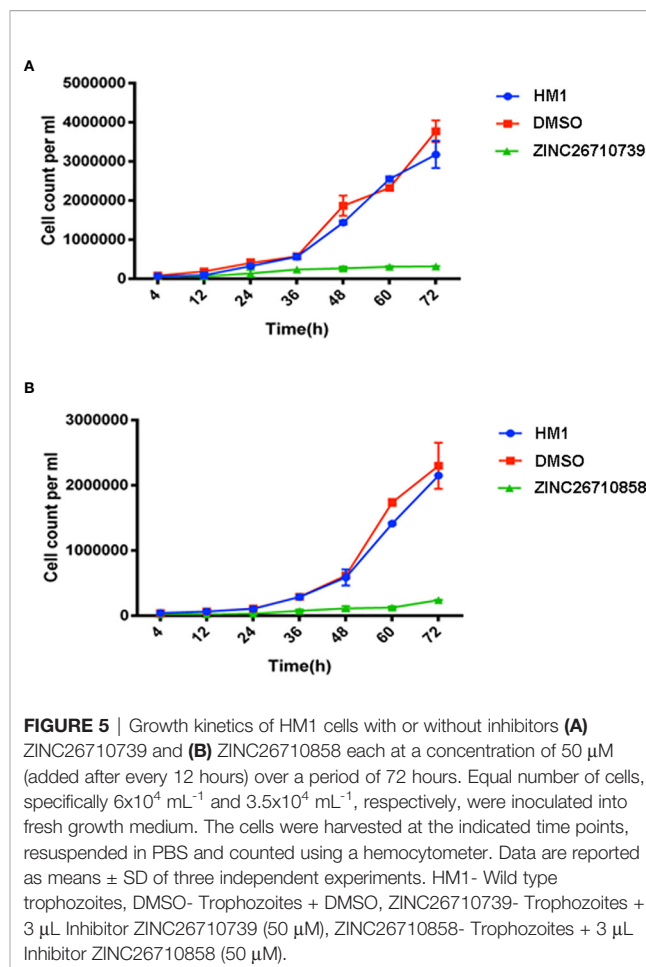 A
5000000
4000000
3000000
2000000
1000000
0
Cell count per ml
4
12
24
36
48
60
72
Time(h)
HM1
DMSO
ZINC26710739
B
3000000
2000000
1000000
0
Cell count per ml
4
12
24
36
48
60
72
Time(h)
HM1
DMSO
ZINC26710858
FIGURE 5 | Growth kinetics of HM1 cells with or without inhibitors (A)
ZINC26710739 and (B) ZINC26710858 each at a concentration of 50 μM
(added after every 12 hours) over a period of 72 hours. Equal number of cells,
specifically 6x10⁴ mL⁻¹ and 3.5x10⁴ mL⁻¹, respectively, were inoculated into
fresh growth medium. The cells were harvested at the indicated time points,
resuspended in PBS and counted using a hemocytometer. Data are reported
as means ± SD of three independent experiments. HM1- Wild type
trophozoites, DMSO- Trophozoites + DMSO, ZINC26710739- Trophozoites +
3 μL Inhibitor ZINC26710739 (50 μM), ZINC26710858- Trophozoites + 3 μL
Inhibitor ZINC26710858 (50 μM).